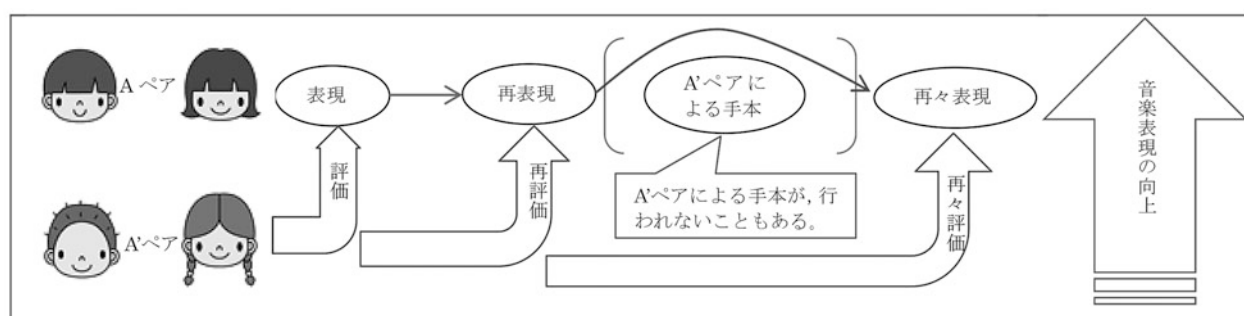 Aペア
表現
再表現
A’ペアに
よる手本
再々表現
音楽表現の向上
評価
再評価
A’ペアによる手本が，行
われないこともある。
再々評価
A’ペア